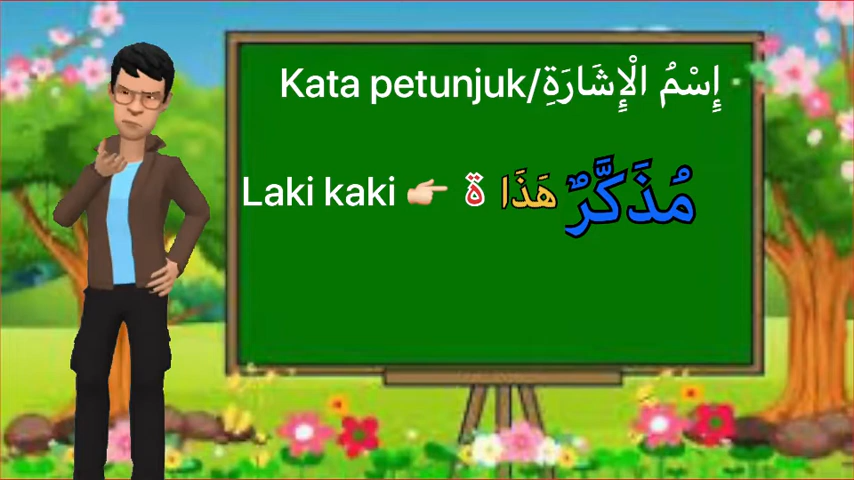 Kata petunjuk/إِسْمُ الْإِشَارَةِ
Laki kaki 👉🏻 ة هَذَا مُذَكَّرٌ